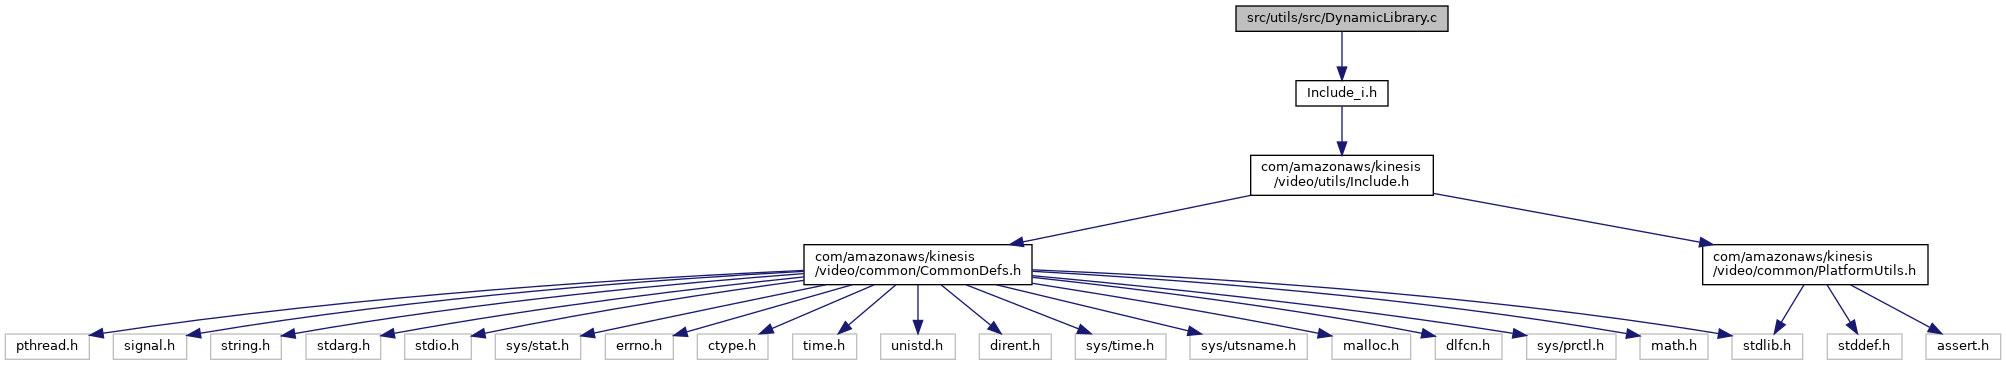 src/utils/src/DynamicLibrary.c
Include_i.h
com/amazonaws/kinesis
/video/utils/Include.h
com/amazonaws/kinesis
/video/common/CommonDefs.h
com/amazonaws/kinesis
/video/common/PlatformUtils.h
pthread.h
signal.h
string.h
stdarg.h
stdio.h
sys/stat.h
errno.h
ctype.h
time.h
unistd.h
dirent.h
sys/time.h
sys/utsname.h
malloc.h
dlfcn.h
sys/prctl.h
math.h
stdlib.h
stddef.h
assert.h